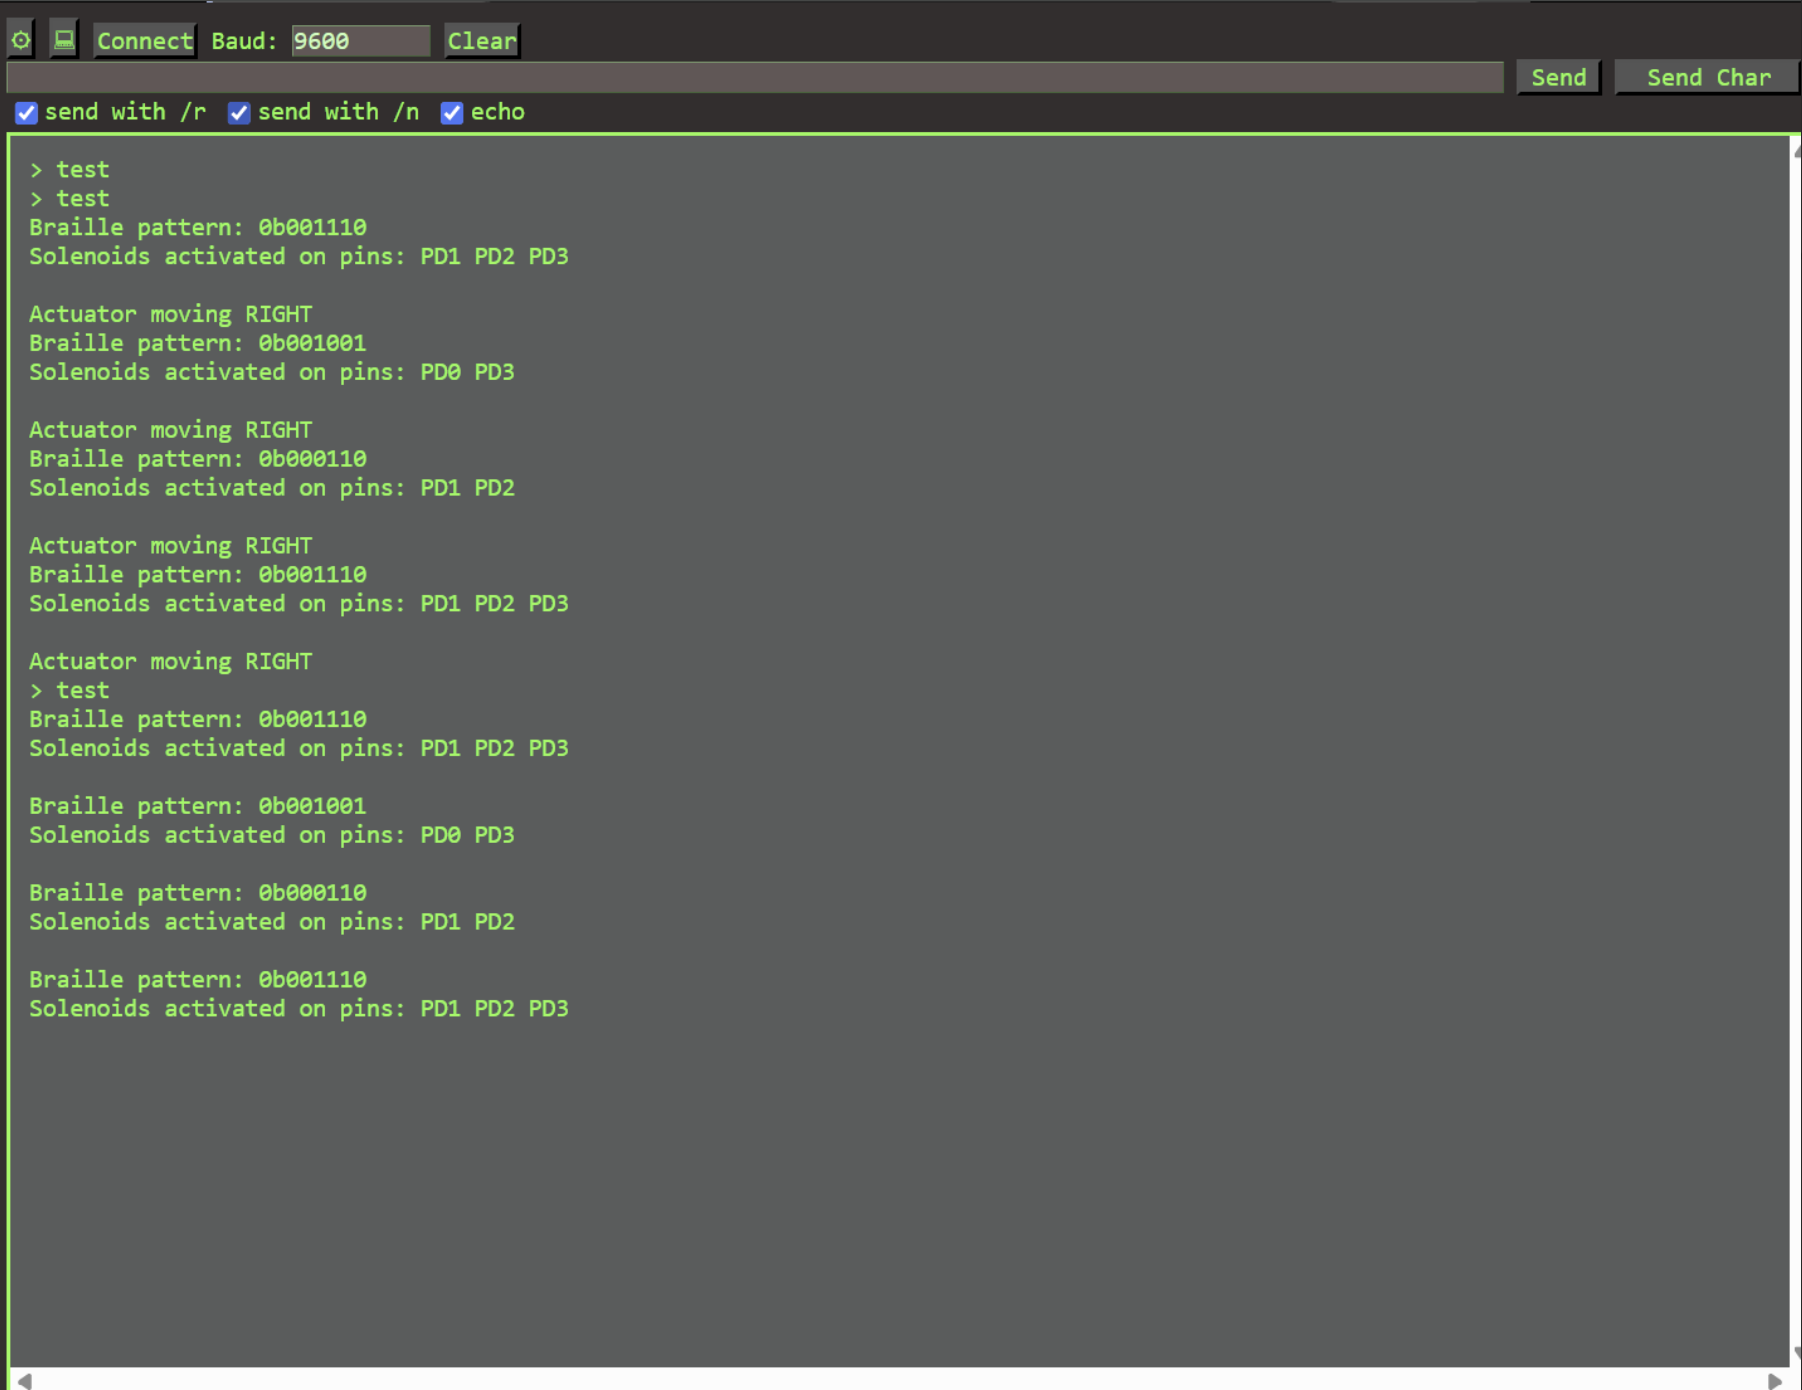 Connect Baud: 9600 Clear
Send Send Char
send with /r send with /n echo
> test
> test
Braille pattern: 0b001110
Solenoids activated on pins: PD1 PD2 PD3
Actuator moving RIGHT
Braille pattern: 0b001001
Solenoids activated on pins: PD0 PD3
Actuator moving RIGHT
Braille pattern: 0b000110
Solenoids activated on pins: PD1 PD2
Actuator moving RIGHT
Braille pattern: 0b001110
Solenoids activated on pins: PD1 PD2 PD3
Actuator moving RIGHT
> test
Braille pattern: 0b001110
Solenoids activated on pins: PD1 PD2 PD3
Braille pattern: 0b001001
Solenoids activated on pins: PD0 PD3
Braille pattern: 0b000110
Solenoids activated on pins: PD1 PD2
Braille pattern: 0b001110
Solenoids activated on pins: PD1 PD2 PD3